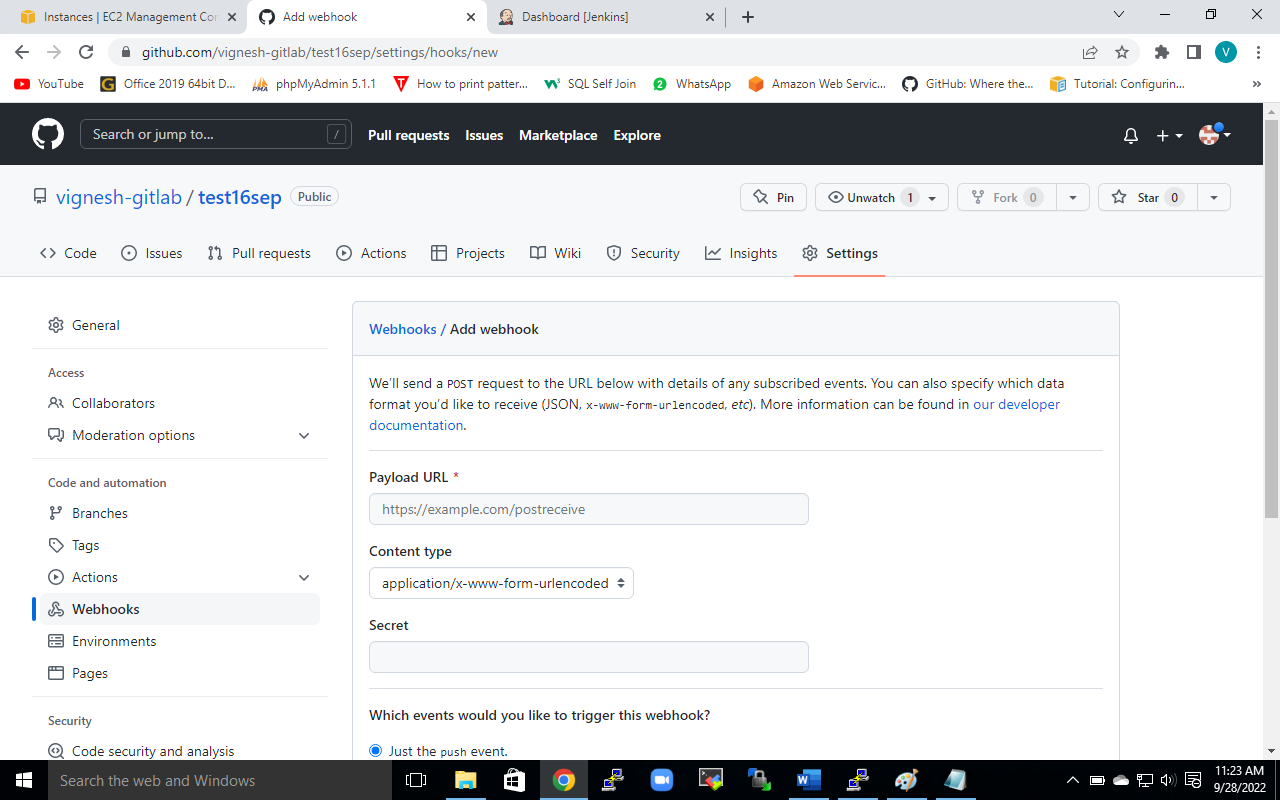 Instances | EC2 Management Con
Add webhook
Dashboard [Jenkins]
github.com/vignesh-gitlab/test16sep/settings/hooks/new
V
YouTube
Office 2019 64bit D...
phpMyAdmin 5.1.1
How to print patter...
SQL Self Join
2
WhatsApp
Amazon Web Servic...
GitHub: Where the...
Tutorial: Configurin...
»
Search or jump to...
/
Pull requests
Issues
Marketplace
Explore
vignesh-gitlab / test16sep
Public
Pin
Unwatch 1
Fork 0
Star 0
Code
Issues
Pull requests
Actions
Projects
Wiki
Security
Insights
Settings
General
Access
Collaborators
Moderation options
Code and automation
Branches
Tags
Actions
Webhooks
Environments
Pages
Security
Code security and analysis
Webhooks / Add webhook
We'll send a POST request to the URL below with details of any subscribed events. You can also specify which data
format you'd like to receive (JSON, x-www-form-urlencoded, etc). More information can be found in our developer
documentation.
Payload URL *
https://example.com/postreceive
Content type
application/x-www-form-urlencoded
Secret
Which events would you like to trigger this webhook?
Just the push event.
Search the web and Windows
11:23 AM
9/28/2022